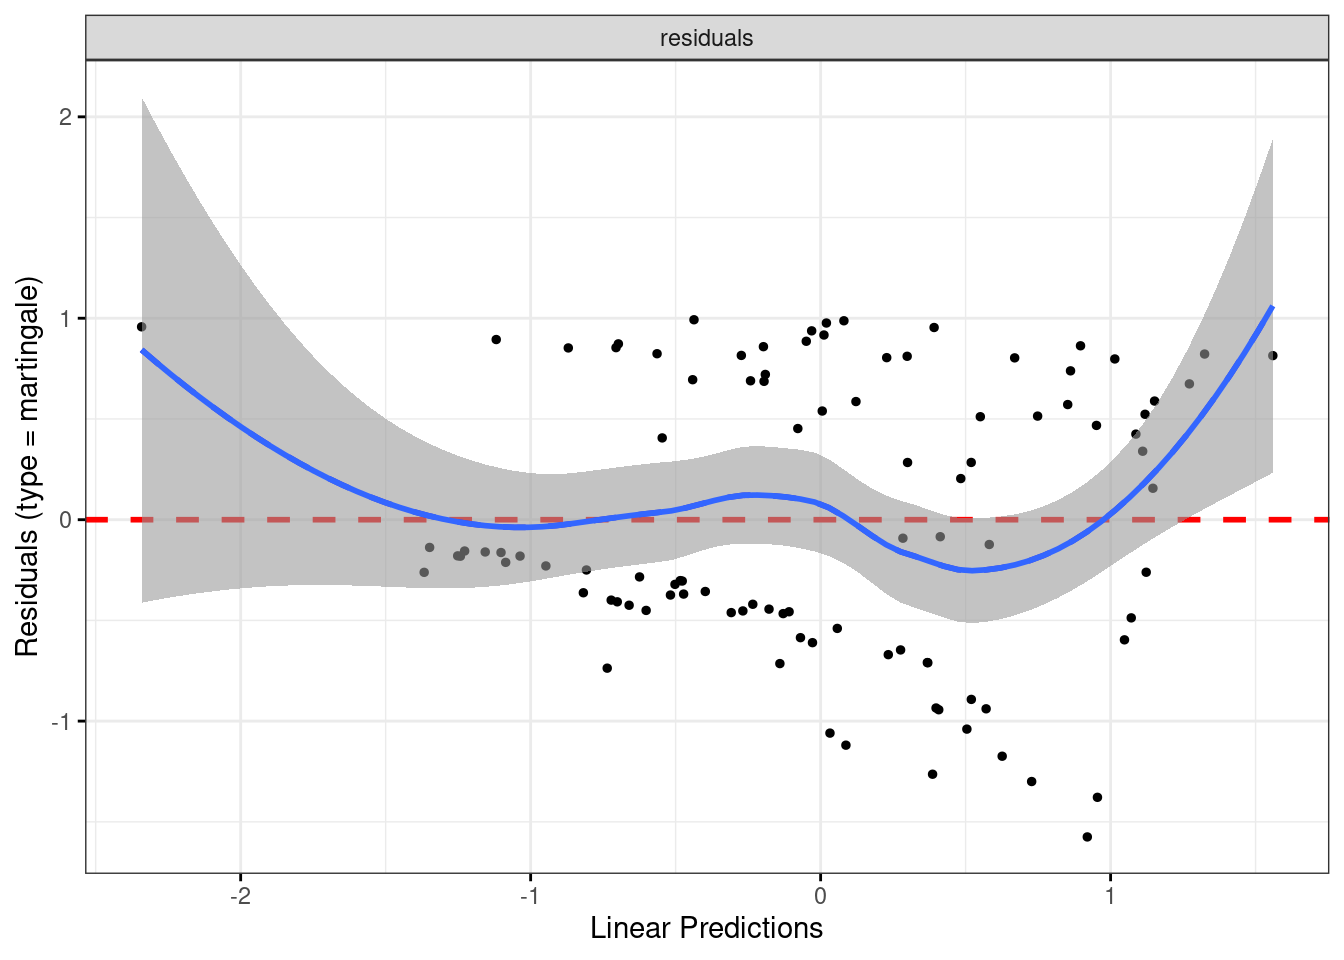 residuals
2
1
0
-1
-2
-1
0
1
Linear Predictions
Residuals (type = martingale)